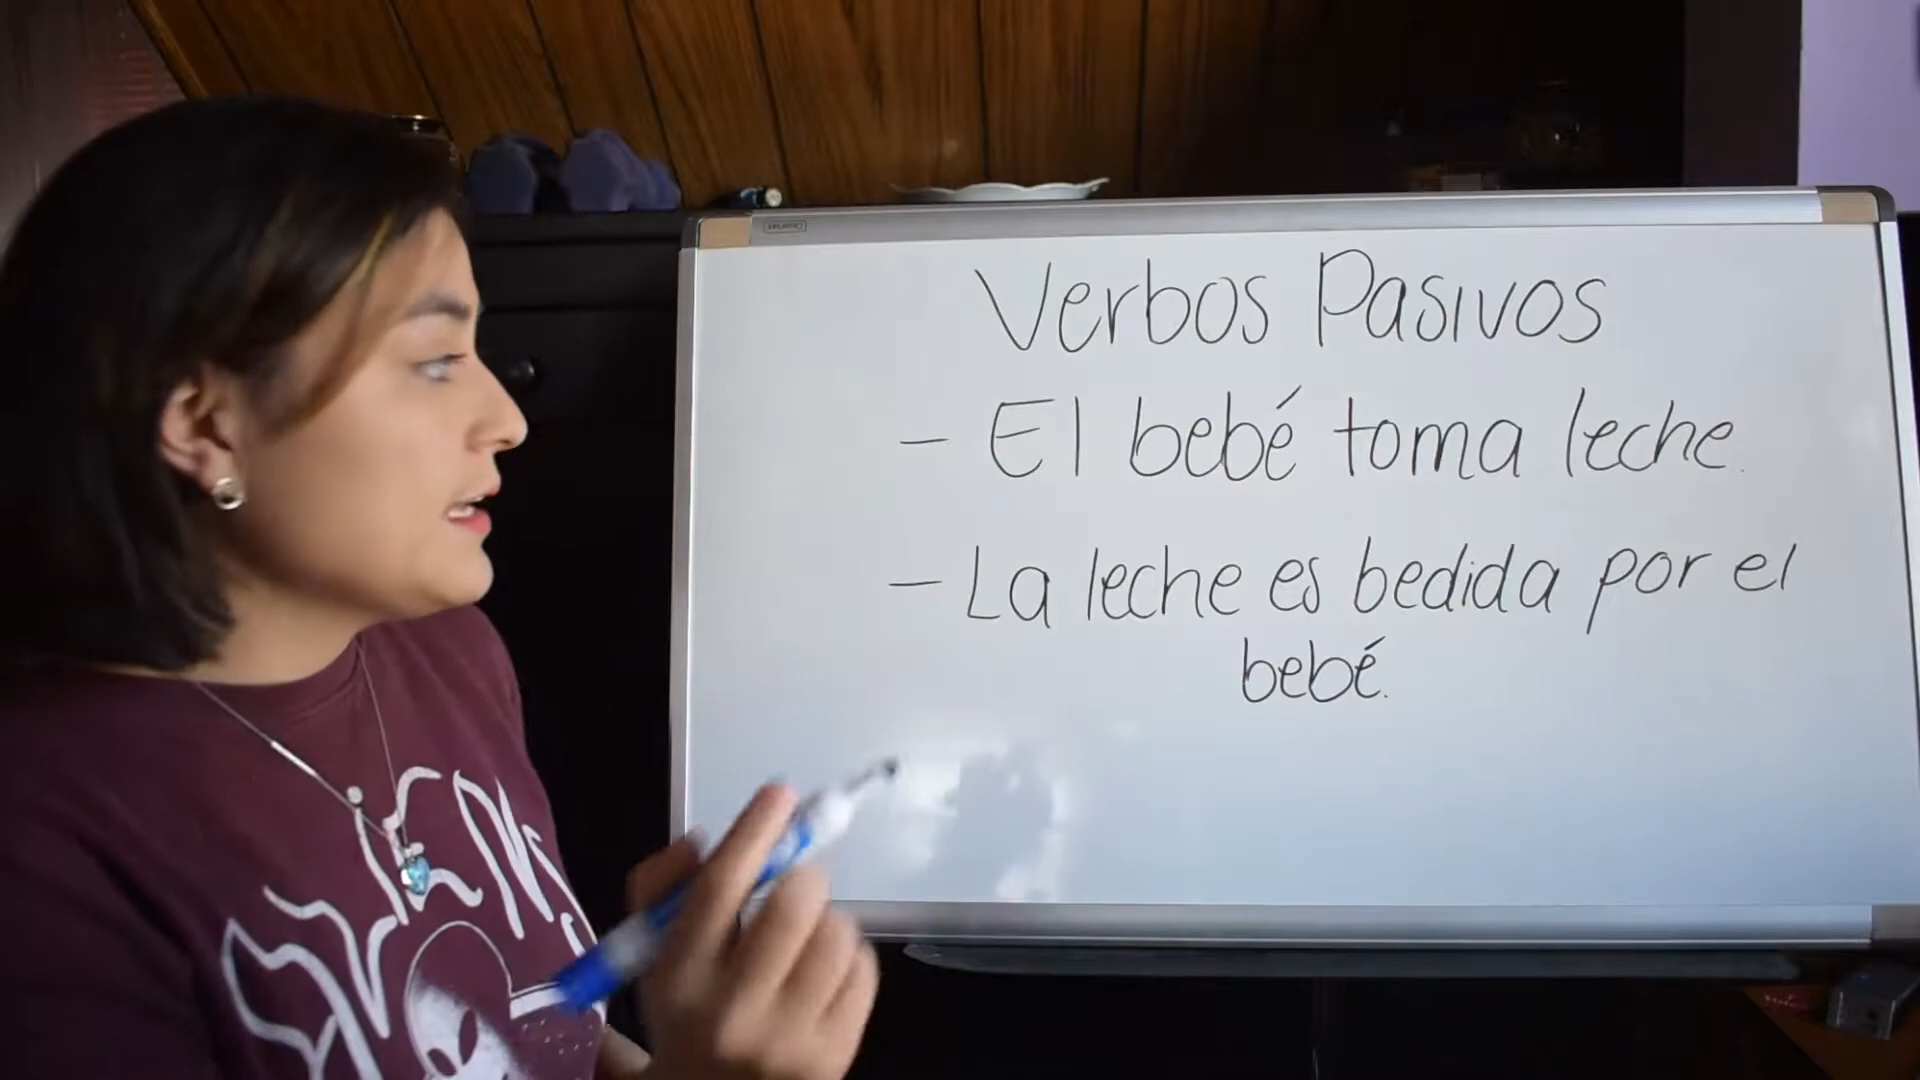 Verbos Pasivos
- El bebé toma leche.
- La leche es bedida por el
bebé.